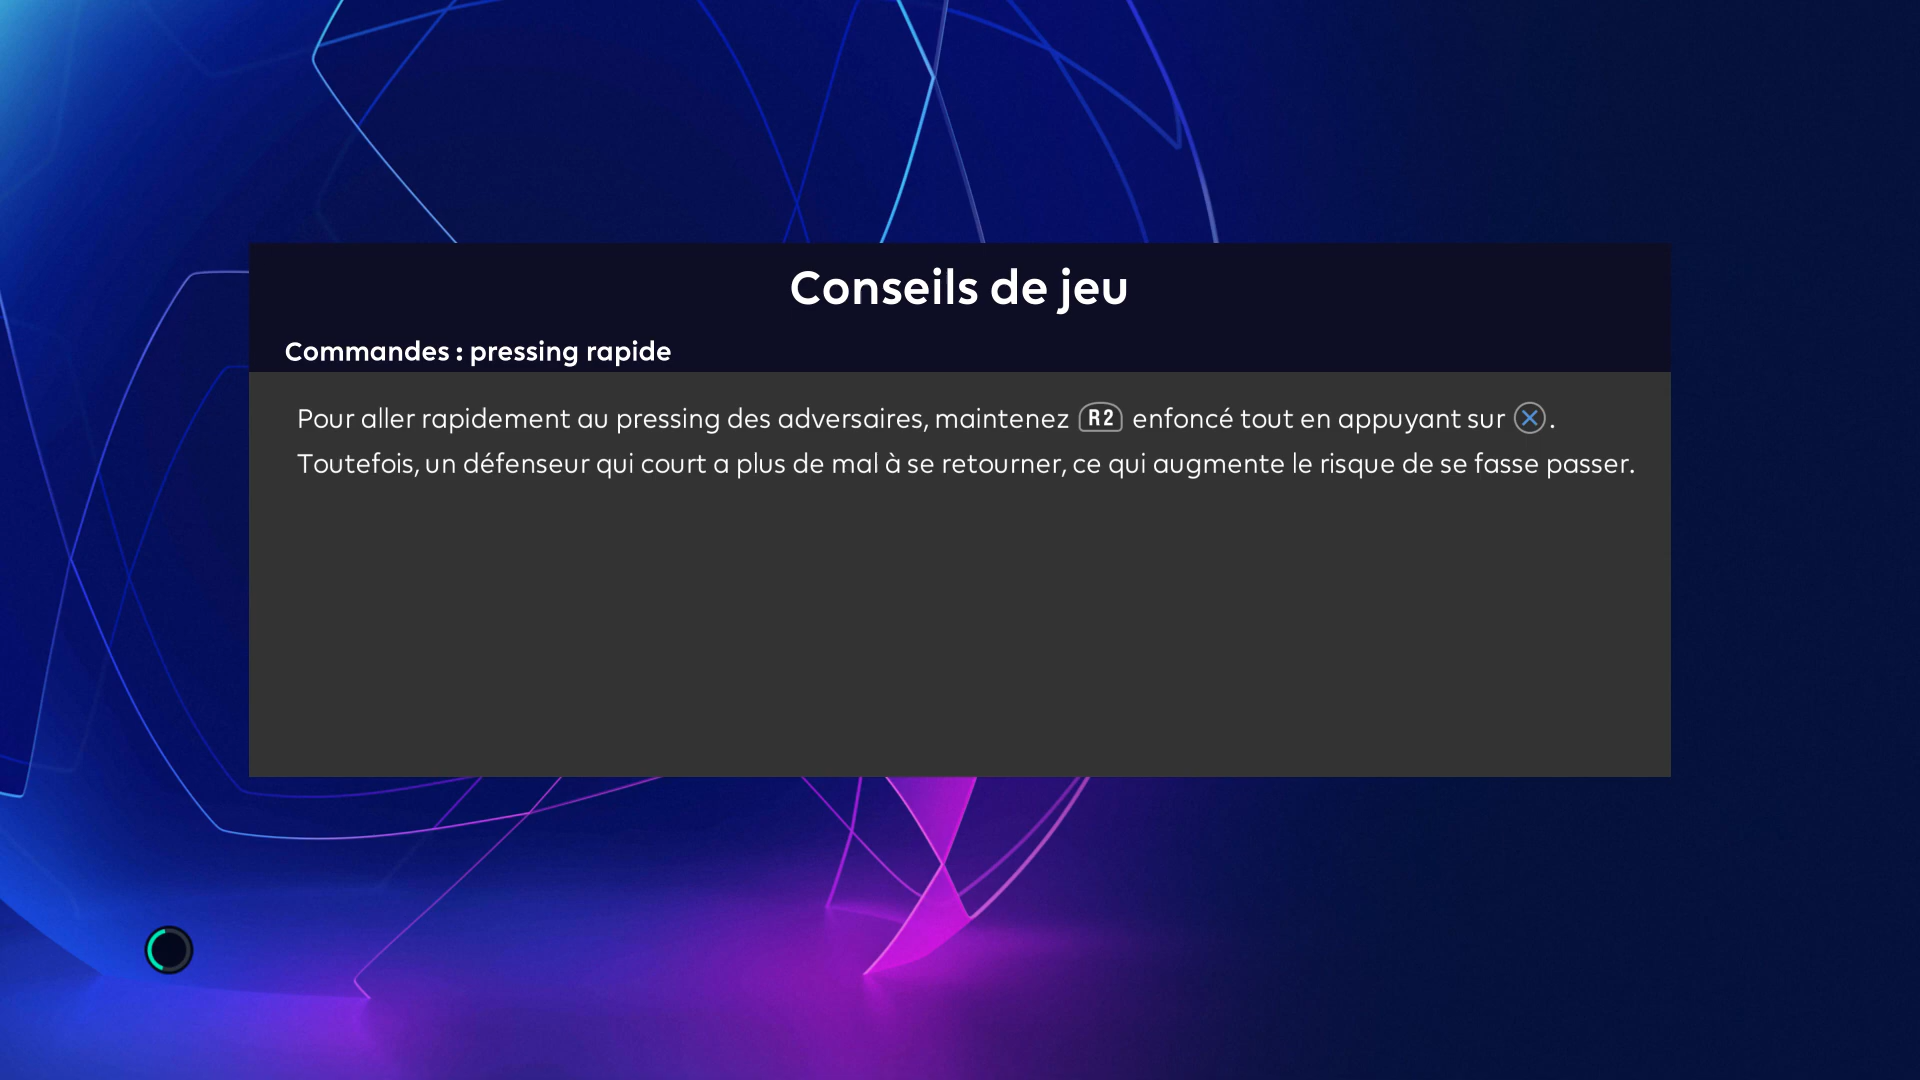 Conseils de jeu
Commandes : pressing rapide
Pour aller rapidement au pressing des adversaires, maintenez R2 enfoncé tout en appuyant sur ⓧ.
Toutefois, un défenseur qui court a plus de mal à se retourner, ce qui augmente le risque de se fasse passer.